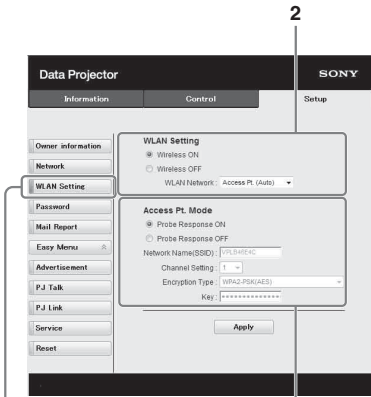 2
Data Projector
SONY
Information
Control
Setup
Owner information
Network
WLAN Setting
Password
Mail Report
Easy Menu
Advertisement
PJ Talk
PJ Link
Service
Reset
WLAN Setting
Wireless ON
Wireless OFF
WLAN Network : Access Pt. (Auto)
Access Pt. Mode
Probe Response ON
Probe Response OFF
Network Name(SSID) :
Channel Setting : 1
Encryption Type : WPA2-PSK(AES)
Key : ••••••••••••••
Apply